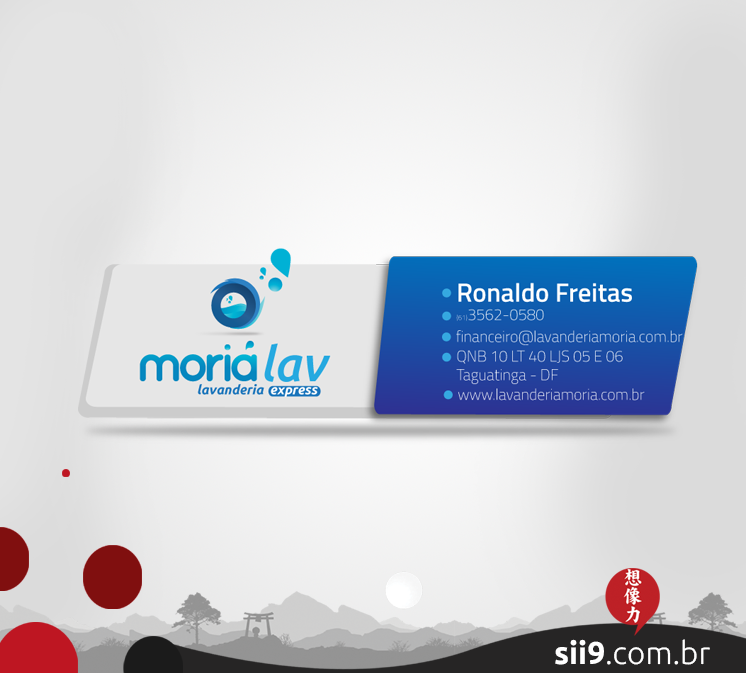 moriá lav
lavanderia express
Ronaldo Freitas
(61) 3562-0580
financeiro@lavanderiamoria.com.br
QNB 10 LT 40 LJS 05 E 06
Taguatinga - DF
www.lavanderiamoria.com.br
想像力
sii9.com.br